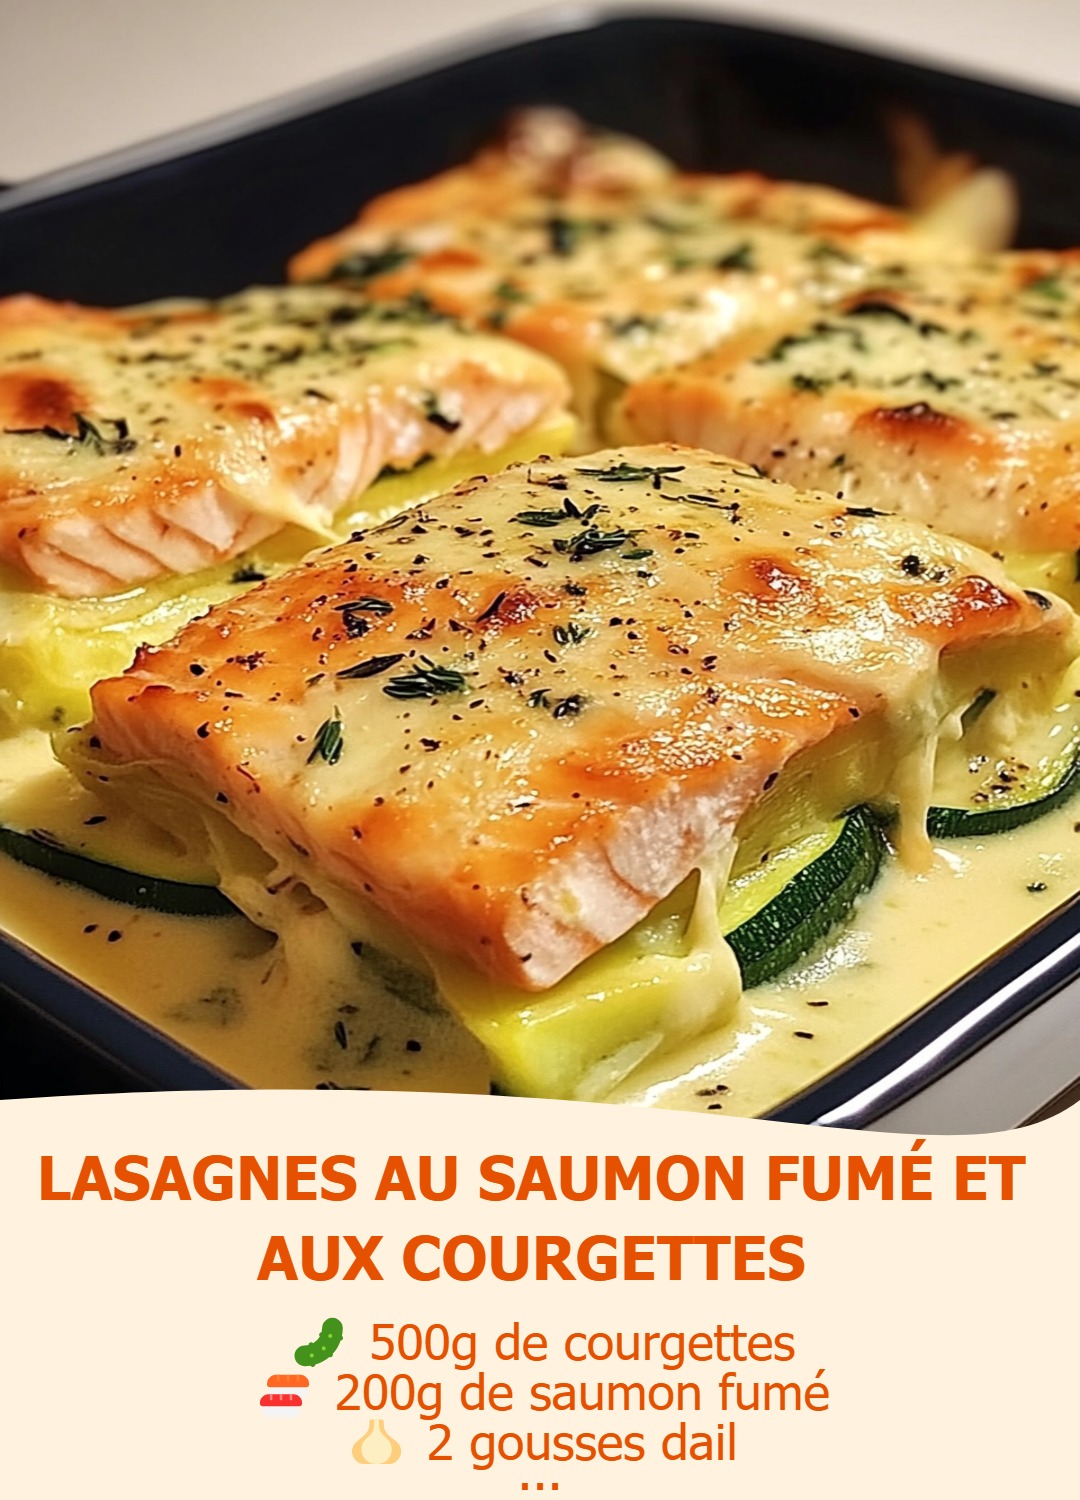 LASAGNES AU SAUMON FUMÉ ET
AUX COURGETTES
500g de courgettes
200g de saumon fumé
2 gousses dail
...